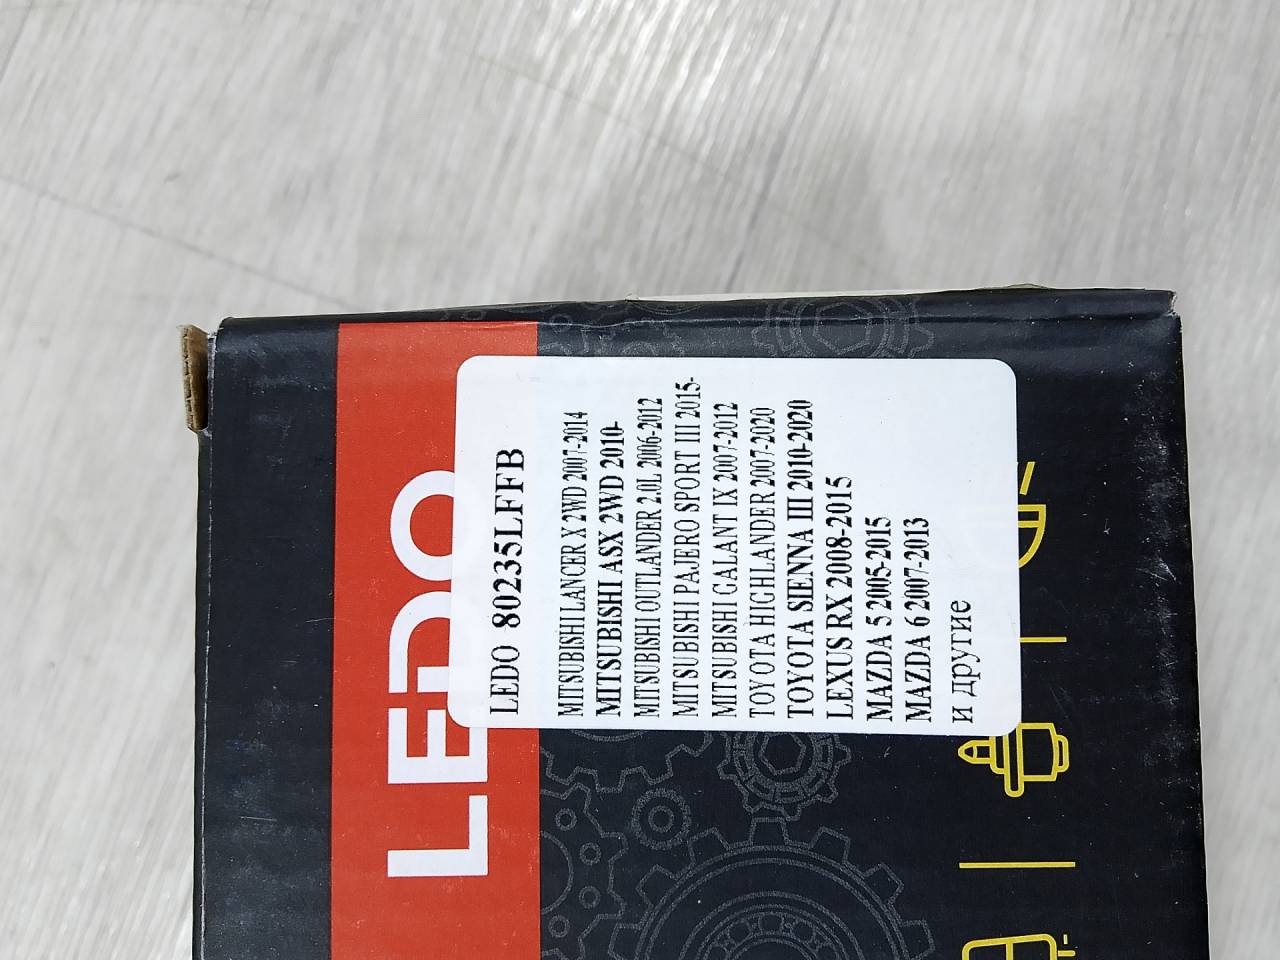 LEDO
LEDO 80235LFFB
MITSUBISHI LANCER X 2WD 2007-2014
MITSUBISHI ASX 2WD 2010-
MITSUBISHI OUTLANDER 2.0L 2006-2012
MITSUBISHI PAJERO SPORT III 2015-
MITSUBISHI GALANT IX 2007-2012
TOYOTA HIGHLANDER 2007-2020
TOYOTA SIENNA III 2010-2020
LEXUS RX 2008-2015
MAZDA 5 2005-2015
MAZDA 6 2007-2013
и другие